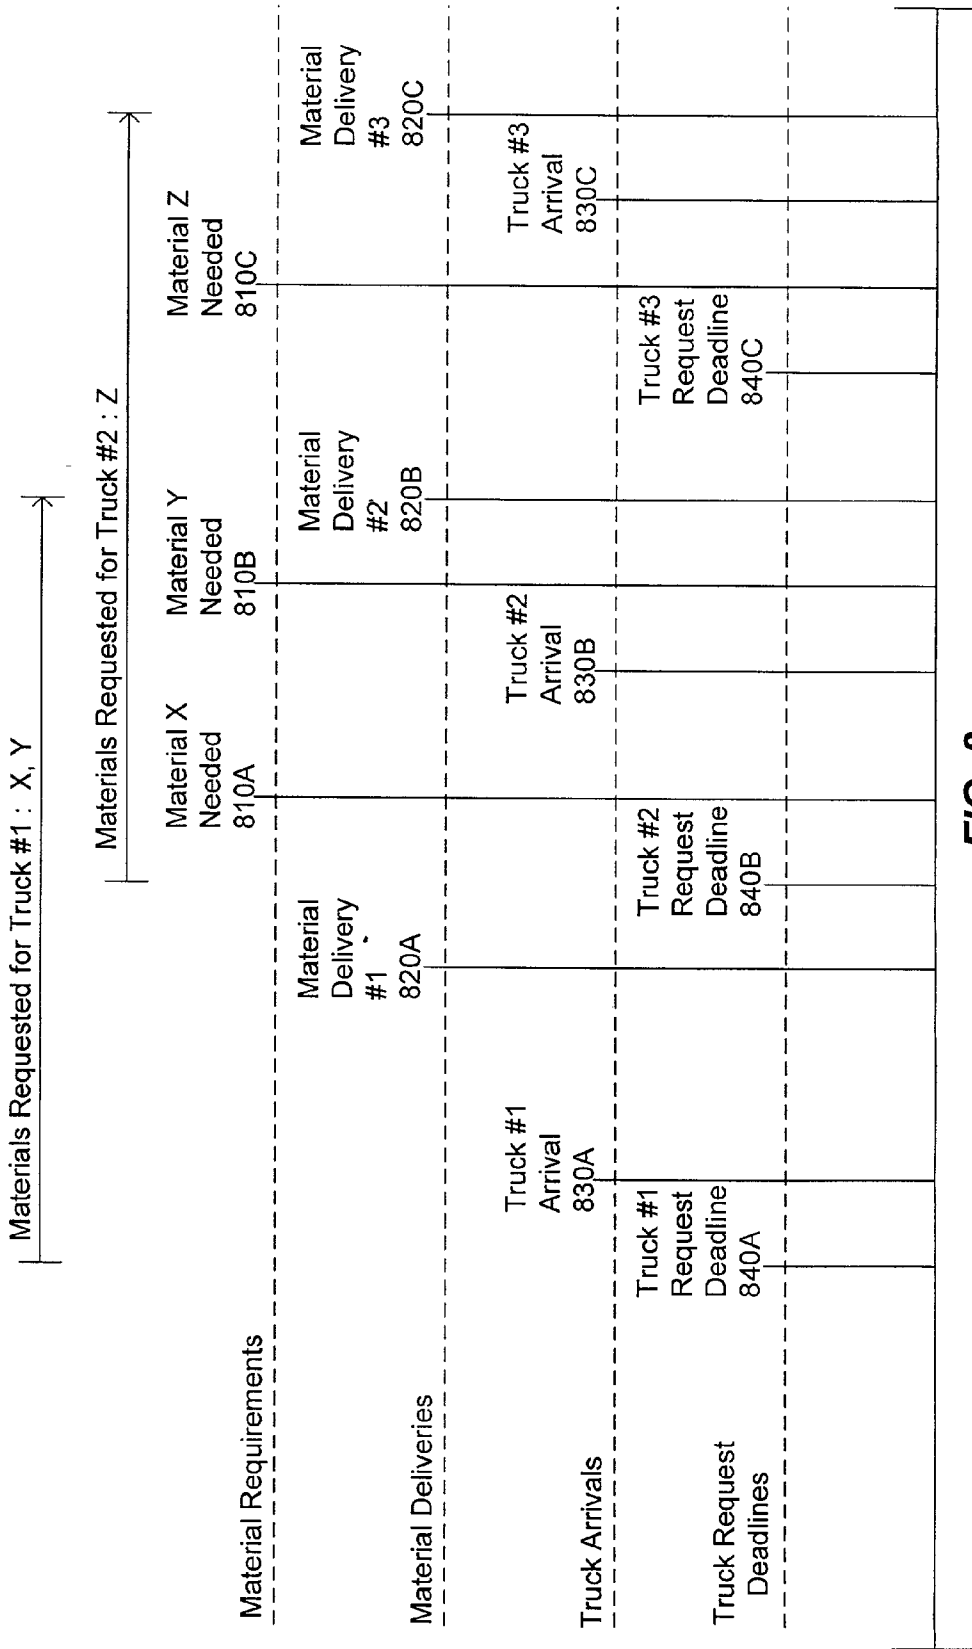 Materials Requested for Truck #1 : X, Y
Materials Requested for Truck #2 : Z
Material X
Needed
810A
Material Y
Needed
810B
Material Z
Needed
810C
Material Requirements
Material
Delivery
#1
820A
Material
Delivery
#2
820B
Material
Delivery
#3
820C
Material Deliveries
Truck #1
Arrival
830A
Truck #2
Arrival
830B
Truck #3
Arrival
830C
Truck Arrivals
Truck #1
Request
Deadline
840A
Truck #2
Request
Deadline
840B
Truck #3
Request
Deadline
840C
Truck Request
Deadlines
FIG.